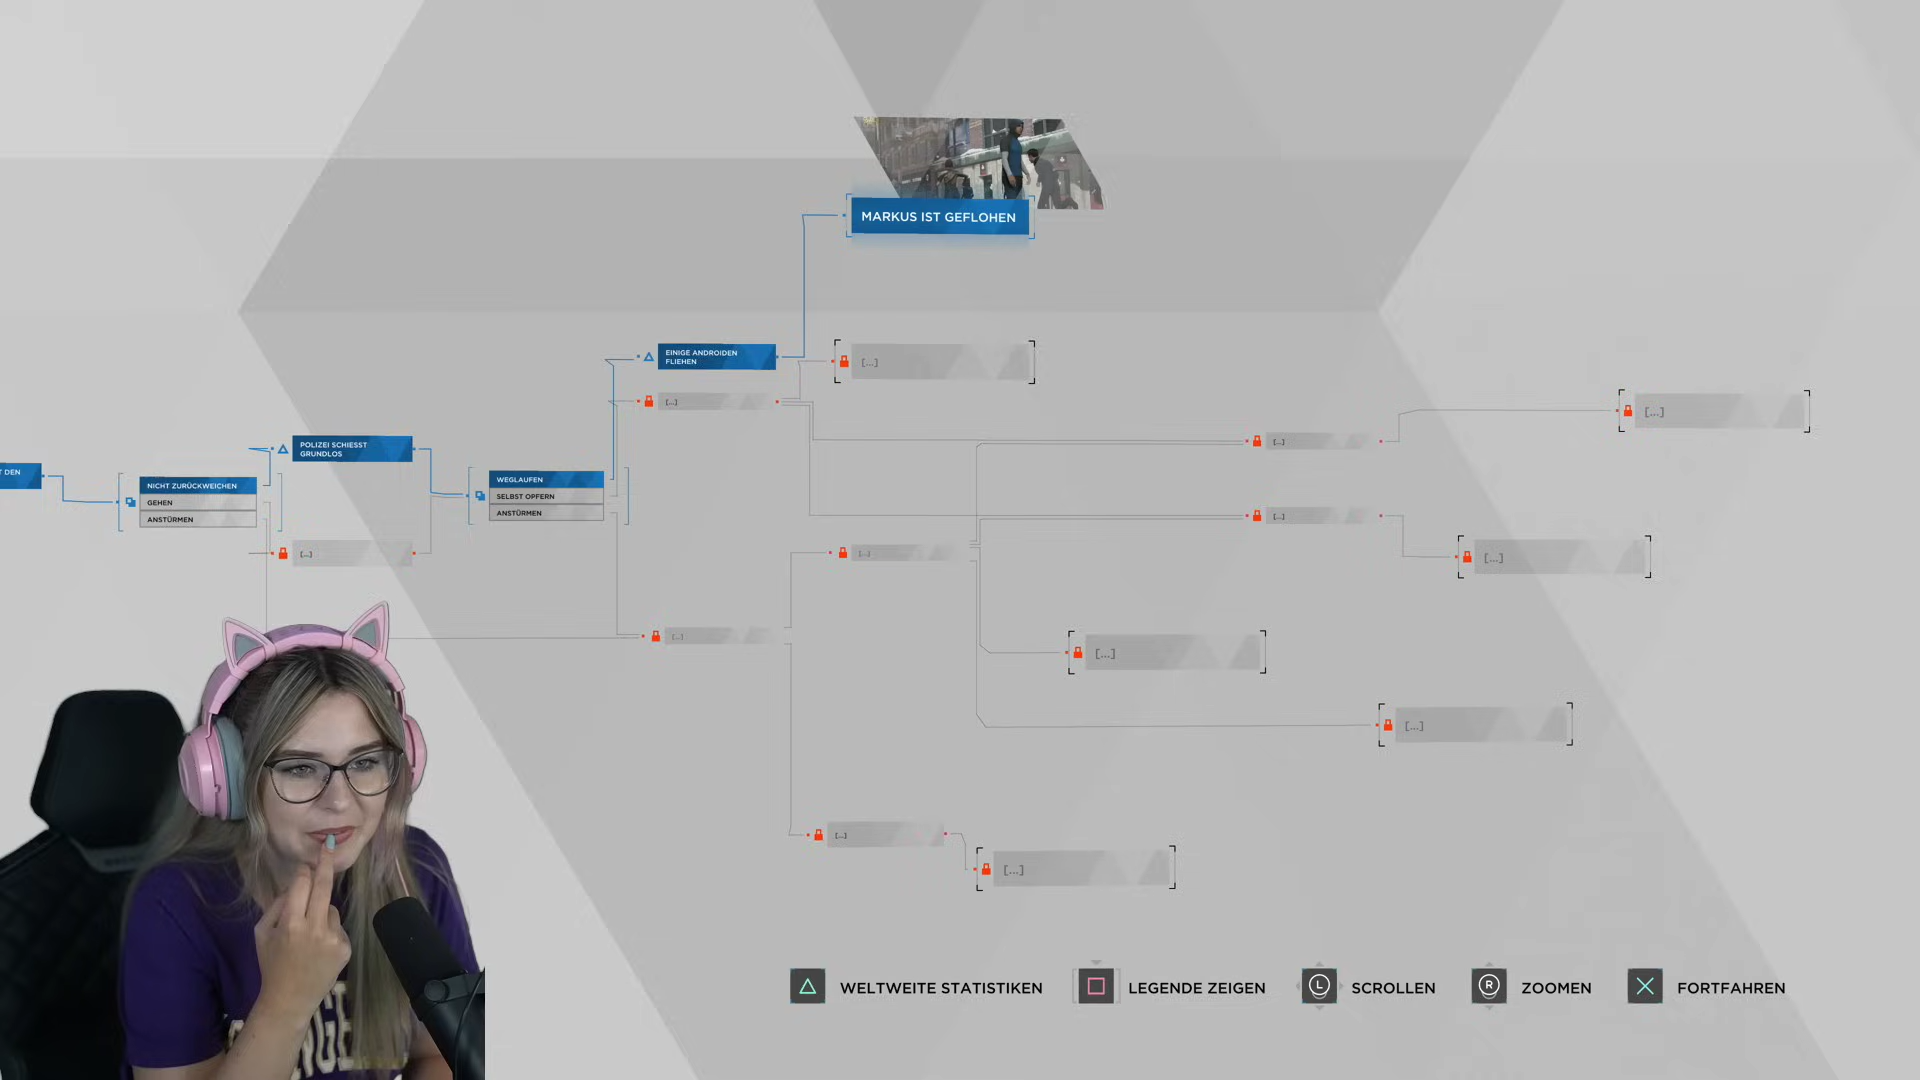 MARKUS IST GEFLOHEN
EINIGE ANDROIDEN
FLIEHEN
[...]
[...]
[...]
[...]
POLIZEI SCHIESST
GRUNDLOS
T DEN
NICHT ZURÜCKWEICHEN
GEHEN
ANSTÜRMEN
WEGLAUFEN
SELBST OPFERN
ANSTÜRMEN
[...]
[...]
[...]
[...]
[...]
[...]
[...]
[...]
[...]
WELTWEITE STATISTIKEN
LEGENDE ZEIGEN
L
SCROLLEN
R
ZOOMEN
FORTFAHREN